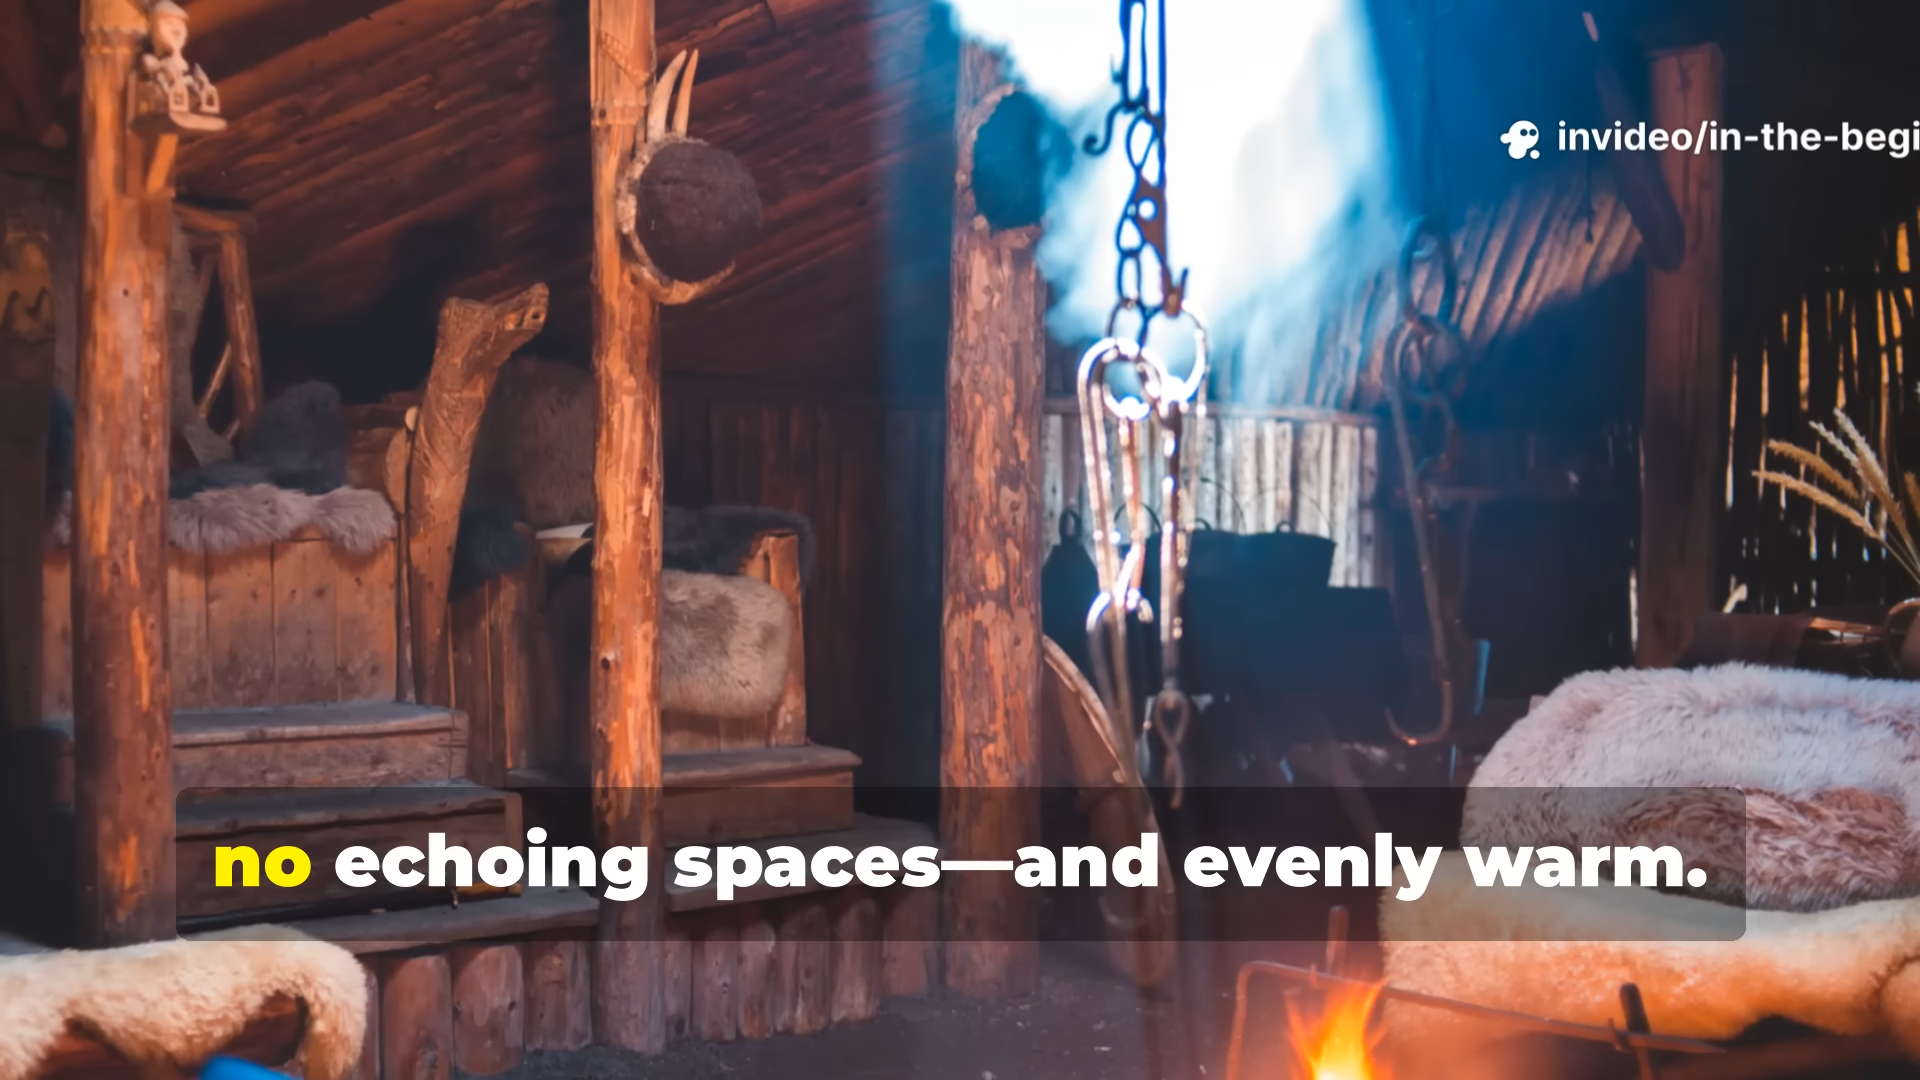 invideo/in-the-begi
no echoing spaces—and evenly warm.